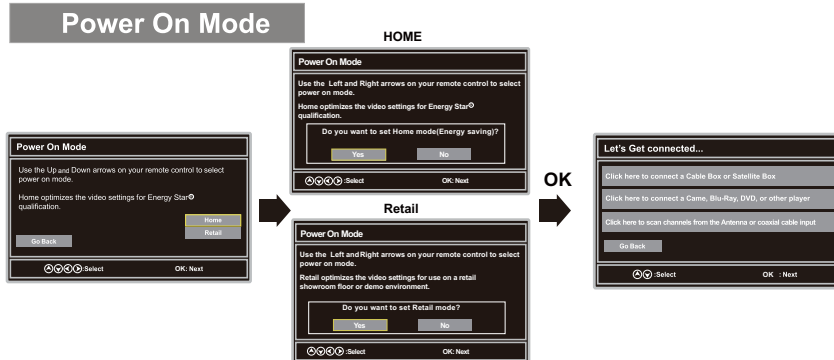 Power On Mode
Power On Mode
Use the Up and Down arrows on your remote control to select
power on mode.
Home optimizes the video settings for Energy Star
qualification.
Home
Retail
Go Back
:Select OK: Next
HOME
Power On Mode
Use the Left and Right arrows on your remote control to select
power on mode.
Home optimizes the video settings for Energy Star
qualification.
Do you want to set Home mode(Energy saving)?
Yes No
:Select OK: Next
Retail
Power On Mode
Use the Left and Right arrows on your remote control to select
power on mode.
Retail optimizes the video settings for use on a retail
showroom floor or demo environment.
Do you want to set Retail mode?
Yes No
:Select OK: Next
OK
Let's Get connected...
Click here to connect a Cable Box or Satellite Box
Click here to connect a Came, Blu-Ray, DVD, or other player
Click here to scan channels from the Antenna or coaxial cable input
Go Back
:Select OK : Next